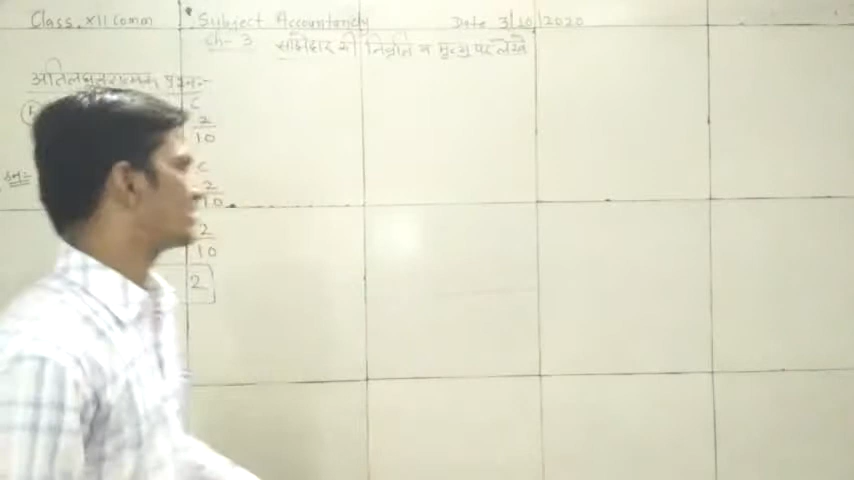 Class. XII Comm Subject Accountancy Date 3/10/2020
Ch- 3 साझेदार की निवृत्ति व मृत्यु पर लेखे
अतिलघुतरात्मक प्रश्न:-
C
2
10
C
2
10
2
10
2